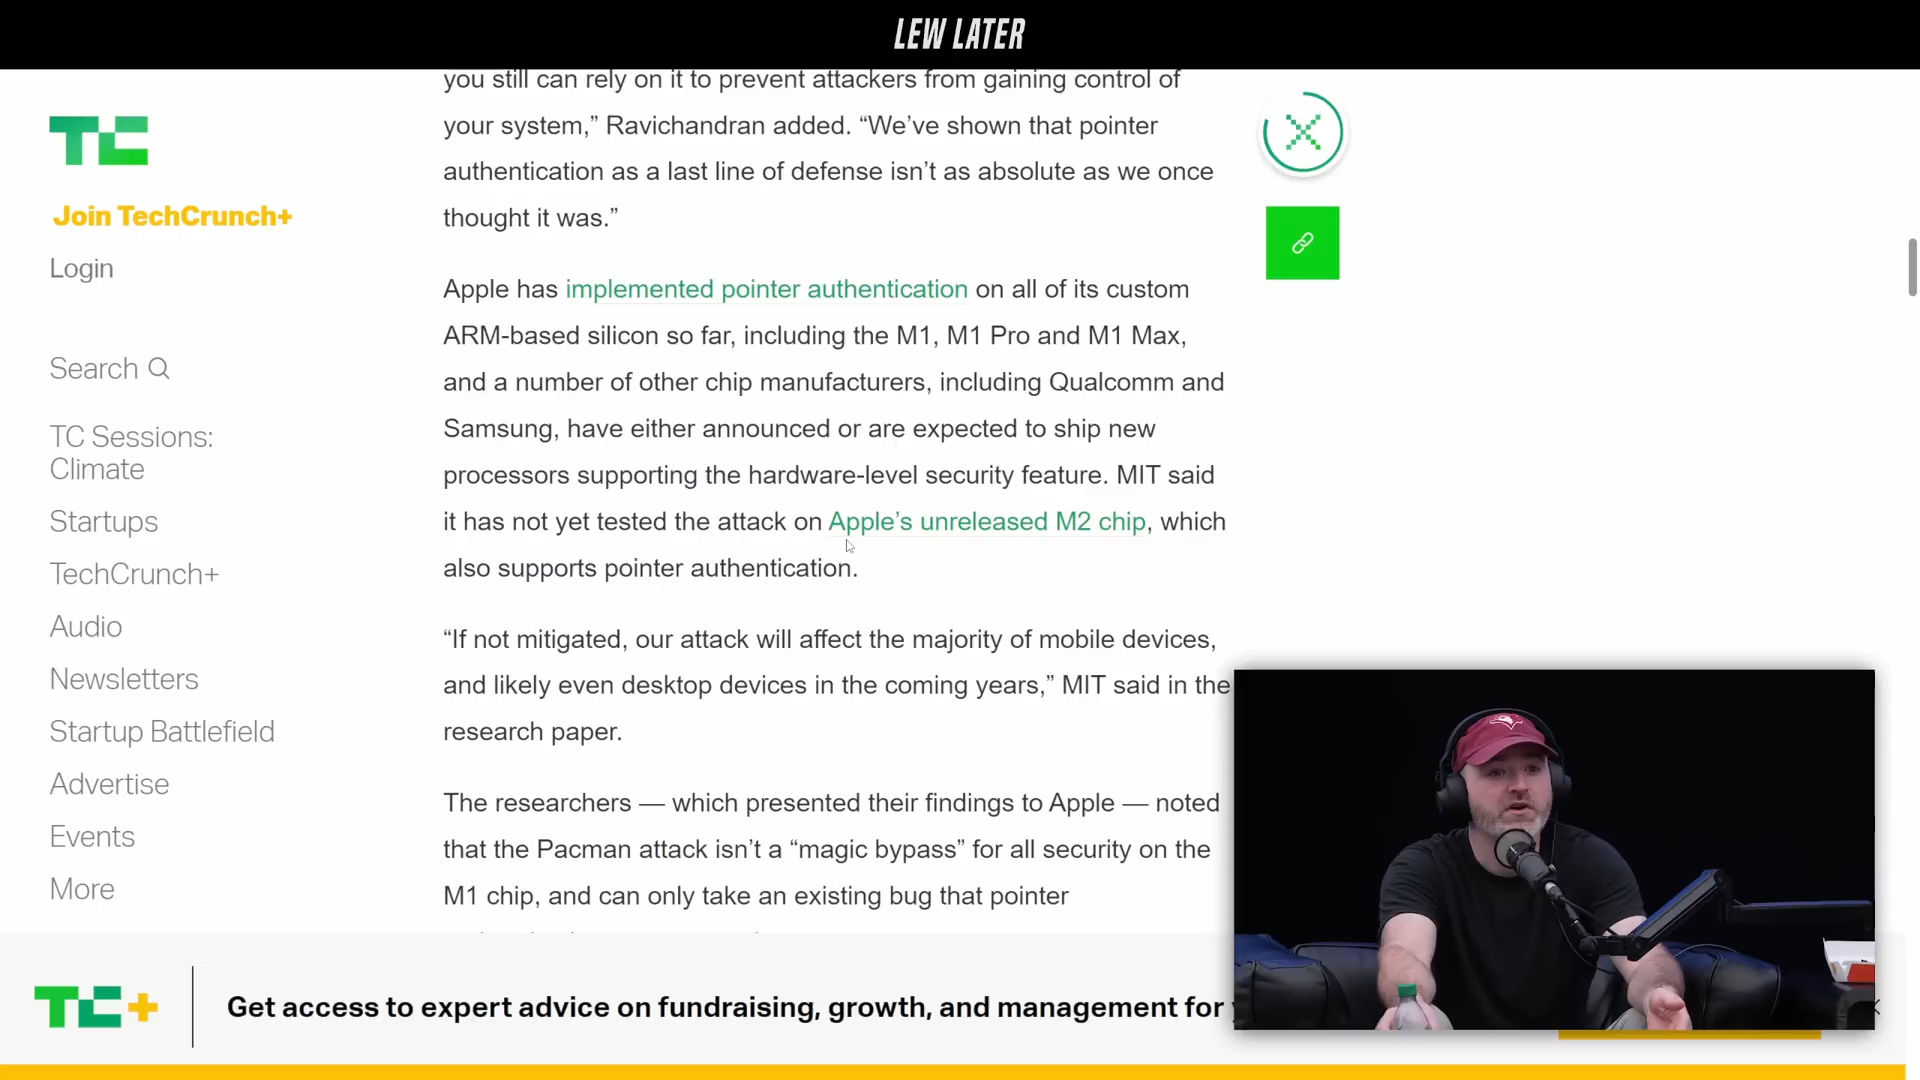 LEW LATER
TC
Join TechCrunch+
Login
Search
TC Sessions:
Climate
Startups
TechCrunch+
Audio
Newsletters
Startup Battlefield
Advertise
Events
More
you still can rely on it to prevent attackers from gaining control of
your system,” Ravichandran added. “We’ve shown that pointer
authentication as a last line of defense isn’t as absolute as we once
thought it was.”
Apple has implemented pointer authentication on all of its custom
ARM-based silicon so far, including the M1, M1 Pro and M1 Max,
and a number of other chip manufacturers, including Qualcomm and
Samsung, have either announced or are expected to ship new
processors supporting the hardware-level security feature. MIT said
it has not yet tested the attack on Apple’s unreleased M2 chip, which
also supports pointer authentication.
“If not mitigated, our attack will affect the majority of mobile devices,
and likely even desktop devices in the coming years,” MIT said in the
research paper.
The researchers — which presented their findings to Apple — noted
that the Pacman attack isn’t a “magic bypass” for all security on the
M1 chip, and can only take an existing bug that pointer
TC+
Get access to expert advice on fundraising, growth, and management for